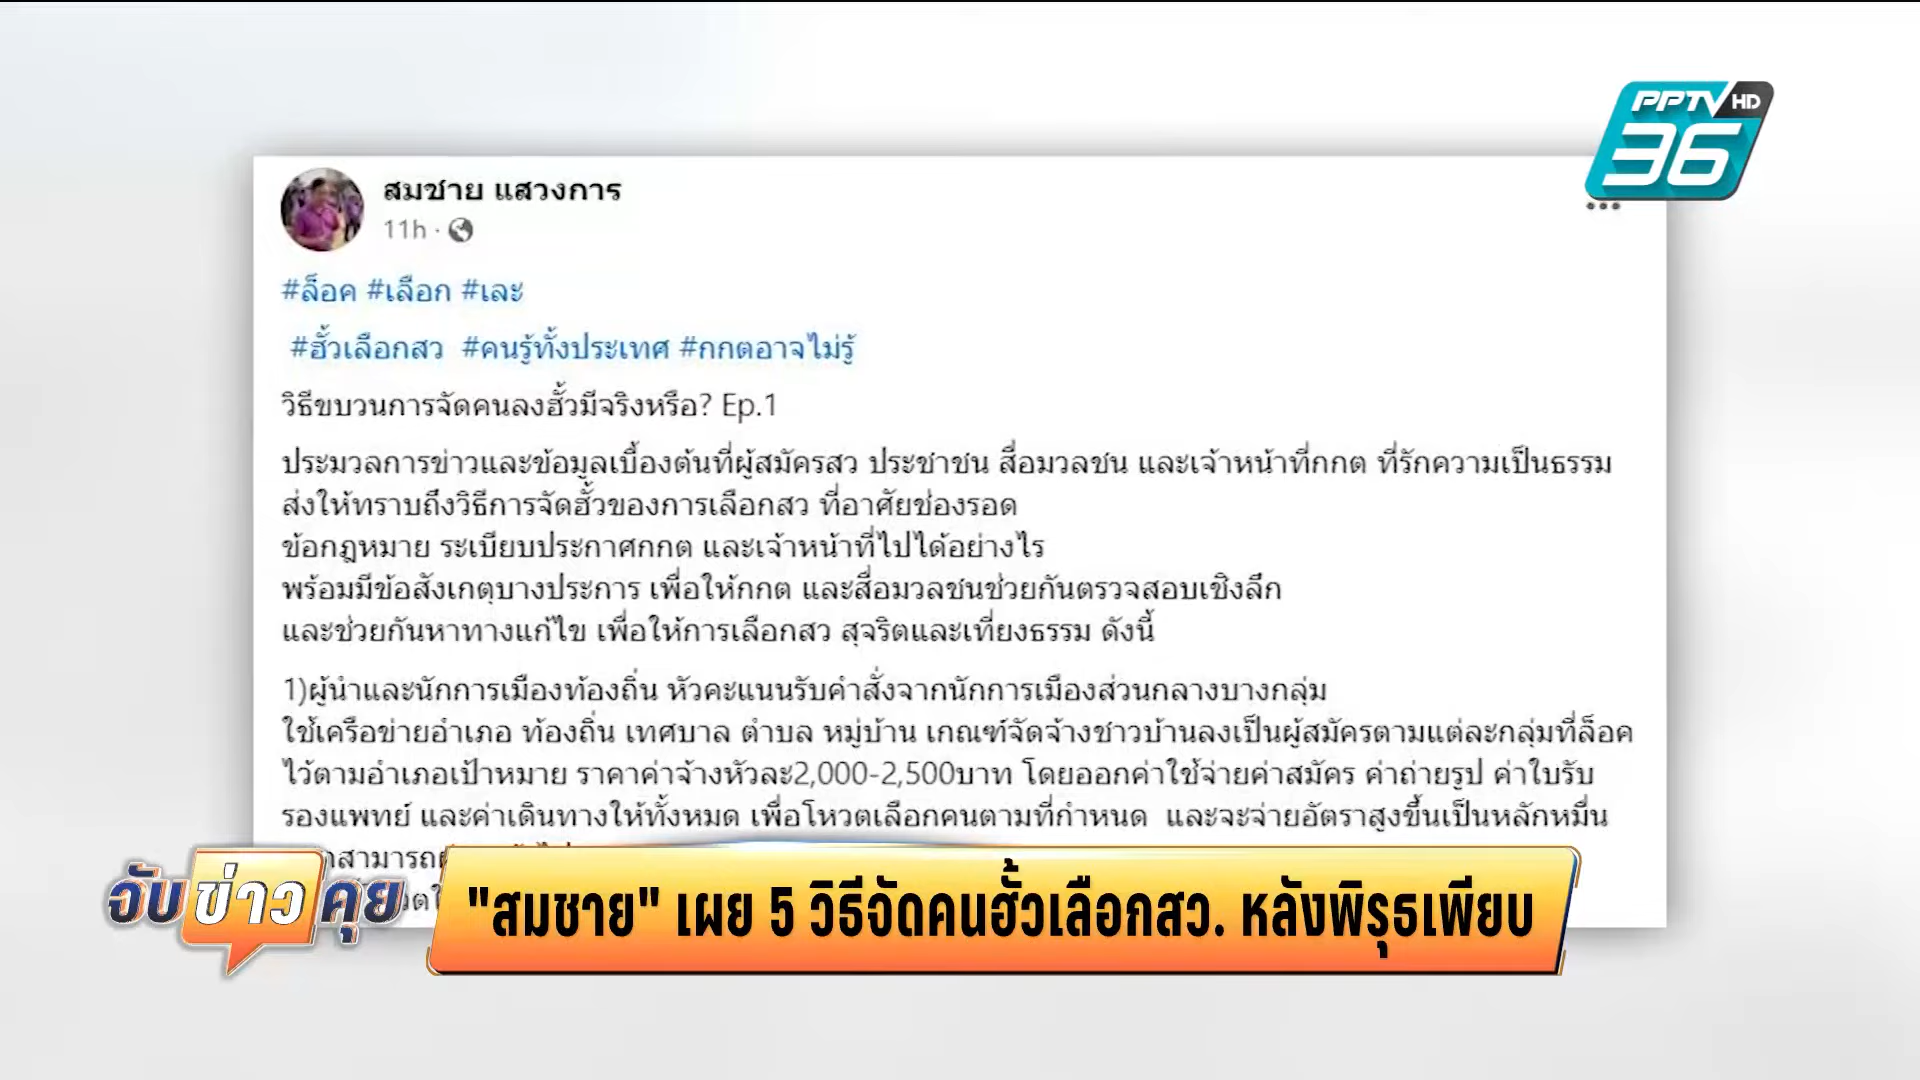 PPTV HD
36
สมชาย แสวงการ
11h ·
#ล็อค #เลือก #เละ
#ฮั้วเลือกสว #คนรู้ทั้งประเทศ #กกตอาจไม่รู้
วิธีขบวนการจัดคนลงฮั้วมีจริงหรือ? Ep.1
ประมวลการข่าวและข้อมูลเบื้องต้นที่ผู้สมัครสว ประชาชน สื่อมวลชน และเจ้าหน้าที่กกต ที่รักความเป็นธรรม
ส่งให้ทราบถึงวิธีการจัดฮั้วของการเลือกสว ที่อาศัยช่องรอด
ข้อกฎหมาย ระเบียบประกาศกกต และเจ้าหน้าที่ไปได้อย่างไร
พร้อมมีข้อสังเกตุบางประการ เพื่อให้กกต และสื่อมวลชนช่วยกันตรวจสอบเชิงลึก
และช่วยกันหาทางแก้ไข เพื่อให้การเลือกสว สุจริตและเที่ยงธรรม ดังนี้
1)ผู้นำและนักการเมืองท้องถิ่น หัวคะแนนรับคำสั่งจากนักการเมืองส่วนกลางบางกลุ่ม
ใช้เครือข่ายอำเภอ ท้องถิ่น เทศบาล ตำบล หมู่บ้าน เกณฑ์จัดจ้างชาวบ้านลงเป็นผู้สมัครตามแต่ละกลุ่มที่ล็อค
ไว้ตามอำเภอเป้าหมาย ราคาค่าจ้างหัวละ2,000-2,500บาท โดยออกค่าใช้จ่ายค่าสมัคร ค่าถ่ายรูป ค่าใบรับ
รองแพทย์ และค่าเดินทางให้ทั้งหมด เพื่อโหวตเลือกคนตามที่กำหนด และจะจ่ายอัตราสูงขึ้นเป็นหลักหมื่น
สามารถ
จับข่าวคุย
"สมชาย" เผย 5 วิธีจัดคนฮั้วเลือกสว. หลังพิรุธเพียบ